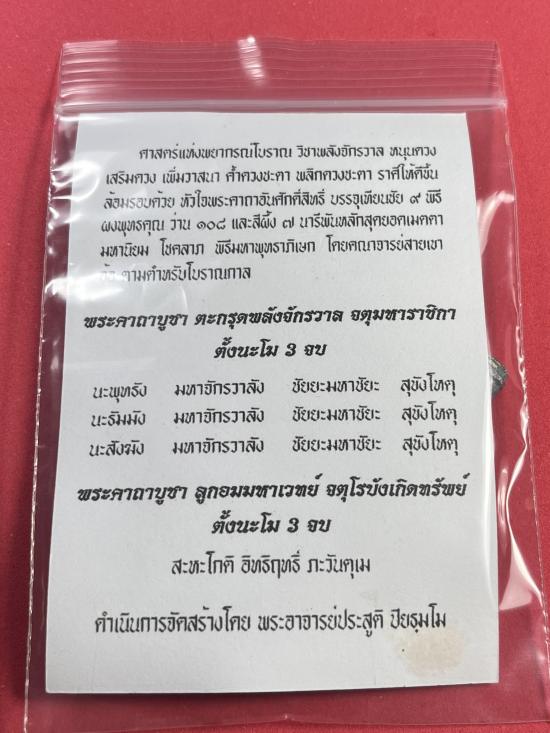 ศาสตร์แห่งพยากรณ์โบราณ วิชาพลังจักรวาล หนุนดวง
เสริมดวง เพิ่มวาสนา ค้ำดวงชะตา พลิกดวงชะตา ราศีให้ดีขึ้น
ล้อมรอบด้วย หัวใจพระคาถาอันศักดิ์สิทธิ์ บรรจุเทียนชัย ๙ พิธี
ผงพุทธคุณ ว่าน ๑๐๘ และสีผึ้ง ๗ นารีพันหลักสุดยอดเมตตา
มหานิยม โชคลาภ พิธีมหาพุทธาภิเษก โดยคณาจารย์สายเขา
อ้อ ตามตำหรับโบราณกาล
พระคาถาบูชา ตะกรุดพลังจักรวาล จตุมหาราชิกา
ตั้งนะโม 3 จบ
นะพุทธัง มหาจักรวาลัง ชัยยะมหาชัยะ สุขังโหตุ
นะธัมมัง มหาจักรวาลัง ชัยยะมหาชัยะ สุขังโหตุ
นะสังฆัง มหาจักรวาลัง ชัยยะมหาชัยะ สุขังโหตุ
พระคาถาบูชา ลูกอมมหาเวทย์ จตุโรบังเกิดทรัพย์
ตั้งนะโม 3 จบ
สะหะโกติ อิทธิฤทธิ์ ภะวันตุเม
ดำเนินการจัดสร้างโดย พระอาจารย์ประสูติ ปิยธมฺโม